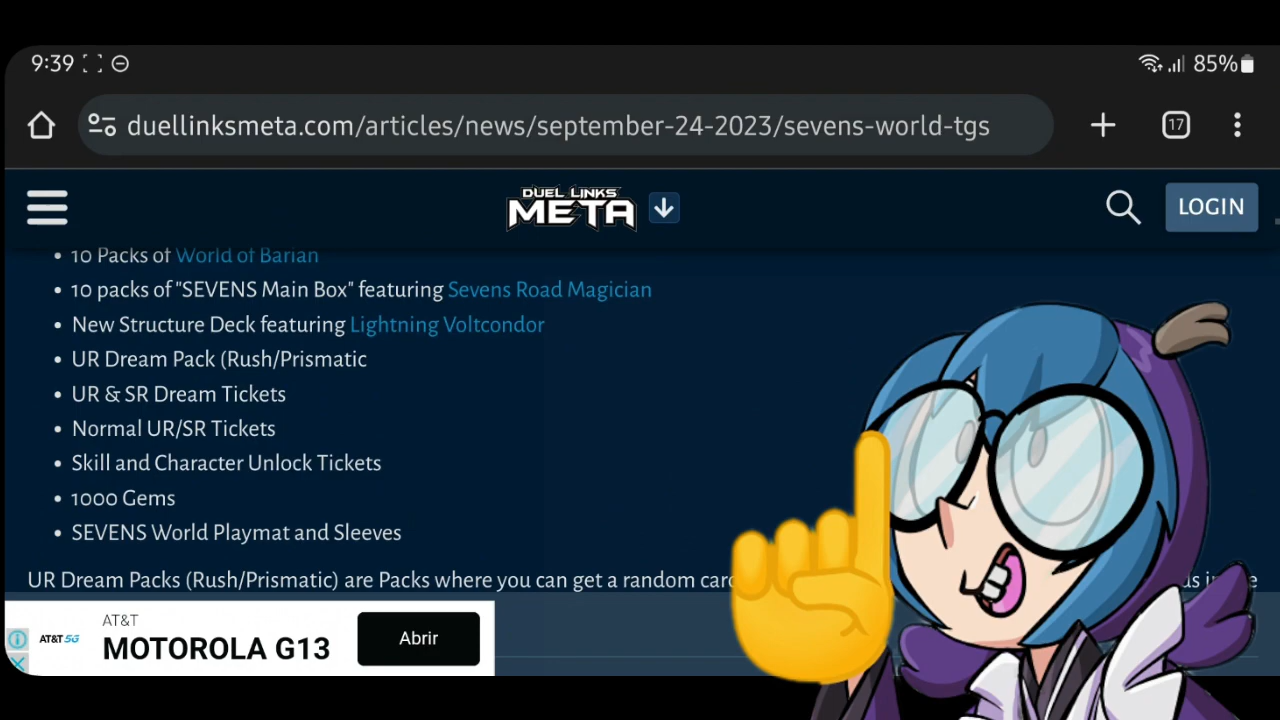 9:39
85%
duellinksmeta.com/articles/news/september-24-2023/sevens-world-tgs
17
DUEL LINKS
META
LOGIN
• 10 Packs of World of Barian
• 10 packs of "SEVENS Main Box" featuring Sevens Road Magician
• New Structure Deck featuring Lightning Voltcondor
• UR Dream Pack (Rush/Prismatic
• UR & SR Dream Tickets
• Normal UR/SR Tickets
• Skill and Character Unlock Tickets
• 1000 Gems
• SEVENS World Playmat and Sleeves
UR Dream Packs (Rush/Prismatic) are Packs where you can get a random
AT&T
AT&T 5G
MOTOROLA G13
Abrir